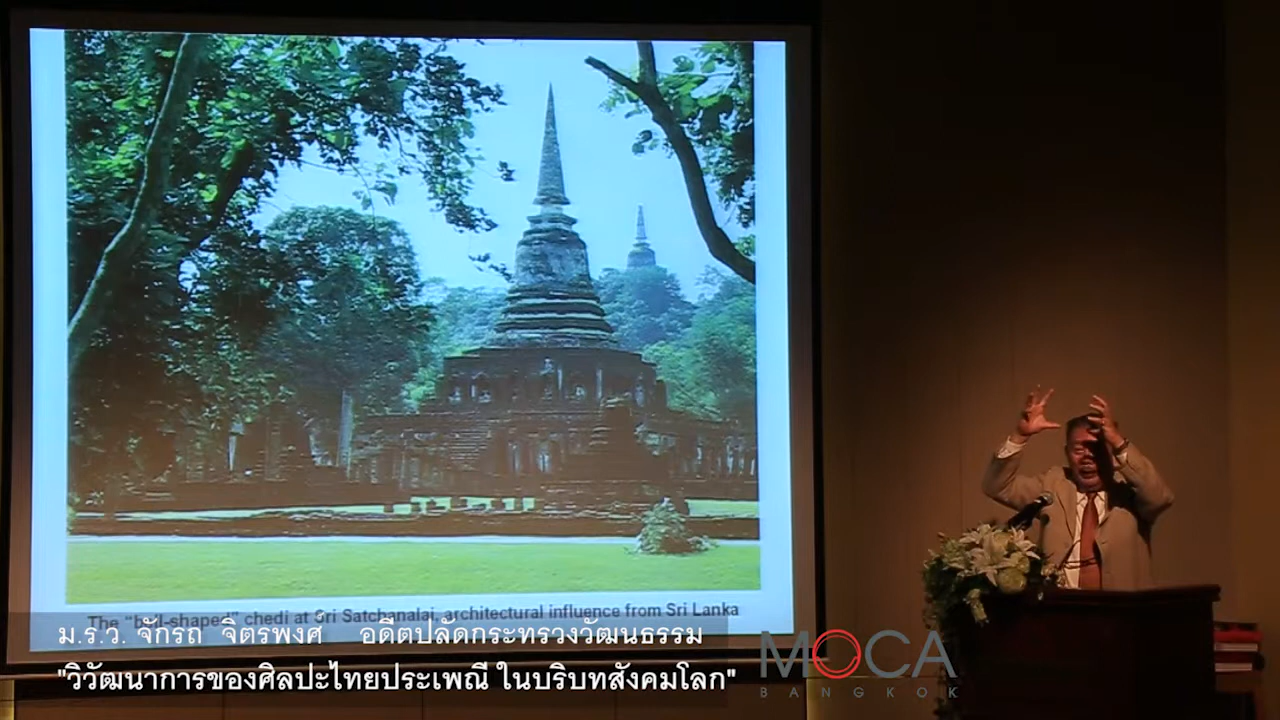 The "bell-shaped" chedi at Sri Satchanalai, architectural influence from Sri Lanka
ม.ร.ว. จักรถ จิตรพงศ์ อดีตปลัดกระทรวงวัฒนธรรม
"วิวัฒนาการของศิลปะไทยประเพณี ในบริบทสังคมโลก"
MOCA
BANGKOK